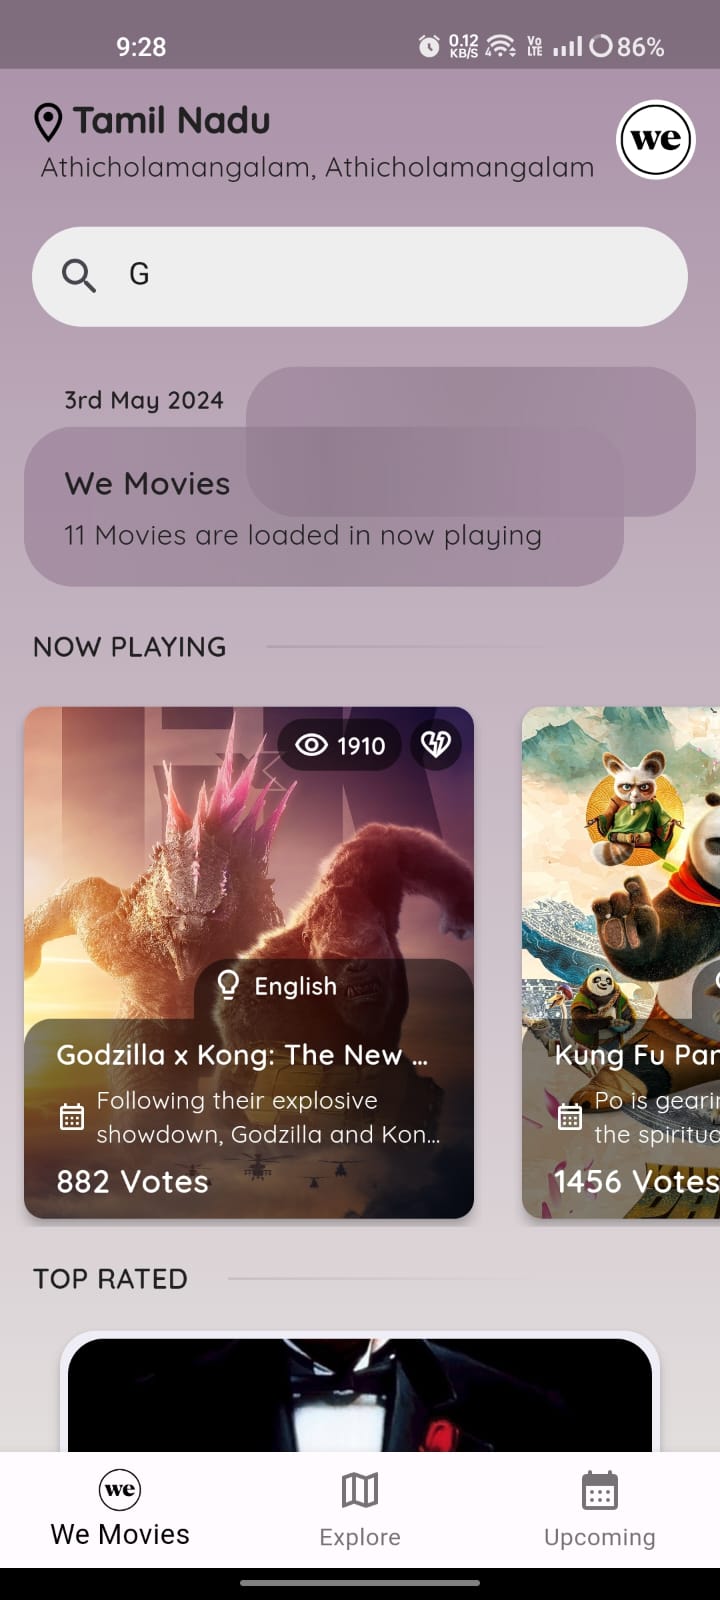 9:28
0.12 KB/S
4
Vo LTE
86%
Tamil Nadu
Athicholamangalam, Athicholamangalam
we
G
3rd May 2024
We Movies
11 Movies are loaded in now playing
NOW PLAYING
1910
English
Godzilla x Kong: The New ...
Following their explosive
showdown, Godzilla and Kon...
882 Votes
Kung Fu Pan
Po is gearin
the spiritua
1456 Votes
TOP RATED
we
We Movies
Explore
Upcoming